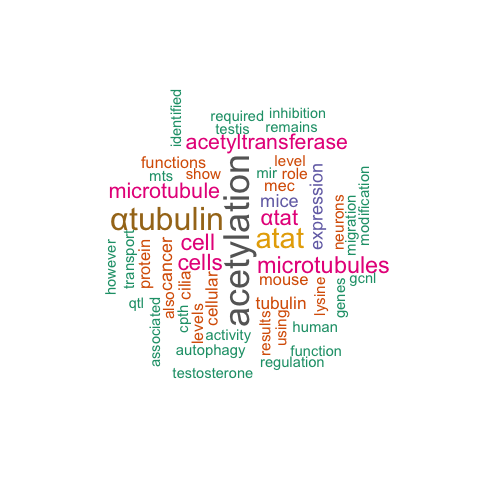 identified
required
inhibition
testis
remains
acetyltransferase
functions
level
mts
show
mir
role
microtubule
mec
acetylation
mice
expression
αtubulin
αtat
neurons
migration
modification
cell
atat
however
transport
protein
alsocancer
cells
microtubules
cilia
cellular
mouse
lysine
genes
gcnl
qtl
associated
cpth
levels
tubulin
activity
results
using
human
autophagy
function
regulation
testosterone